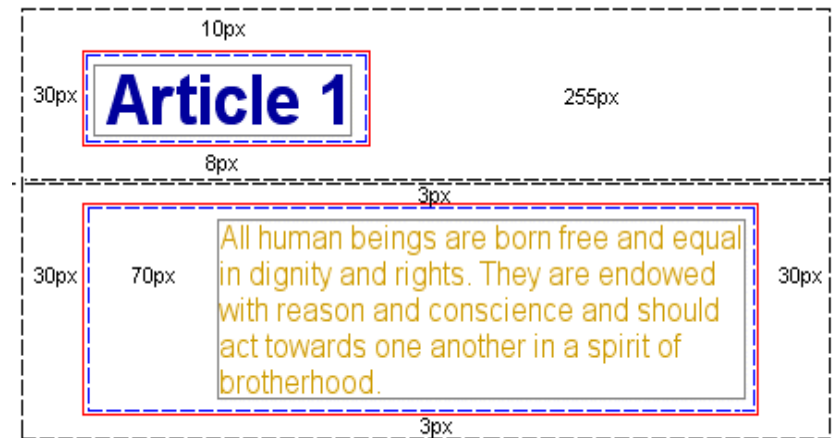 10px
30px
Article 1
255px
8px
3px
30px
70px
All human beings are born free and equal
in dignity and rights. They are endowed
with reason and conscience and should
act towards one another in a spirit of
brotherhood.
30px
3px